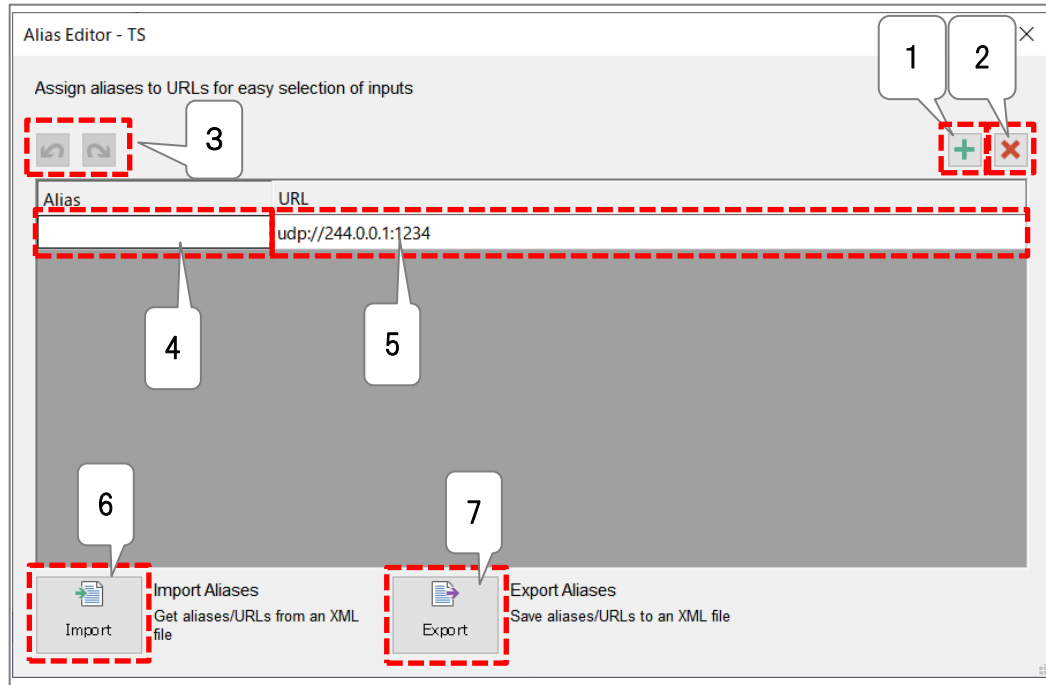 Alias Editor - TS
1
2
Assign aliases to URLs for easy selection of inputs
3
Alias
URL
udp://244.0.0.1:1234
4
5
6
7
Import
Import Aliases
Get aliases/URLs from an XML
file
Export
Export Aliases
Save aliases/URLs to an XML file